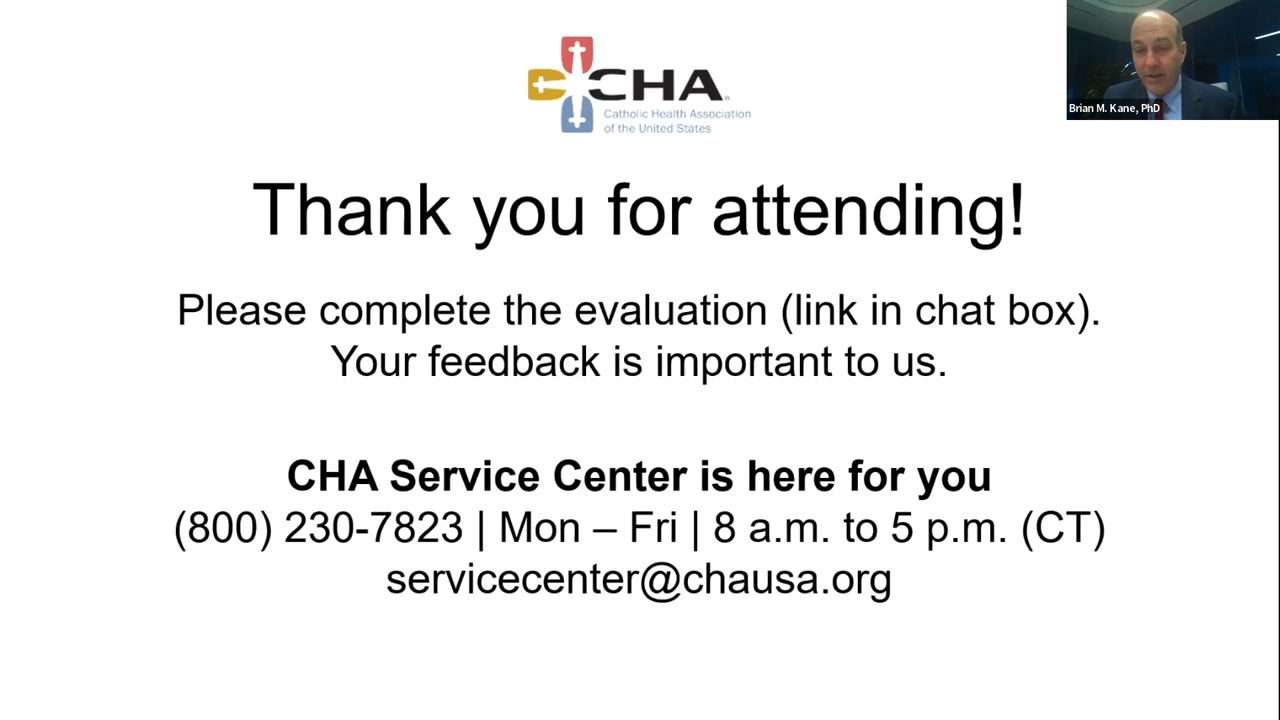 CHA.
Catholic Health Association
of the United States
Brian M. Kane, PhD
Thank you for attending!
Please complete the evaluation (link in chat box).
Your feedback is important to us.
CHA Service Center is here for you
(800) 230-7823 | Mon – Fri | 8 a.m. to 5 p.m. (CT)
servicecenter@chausa.org